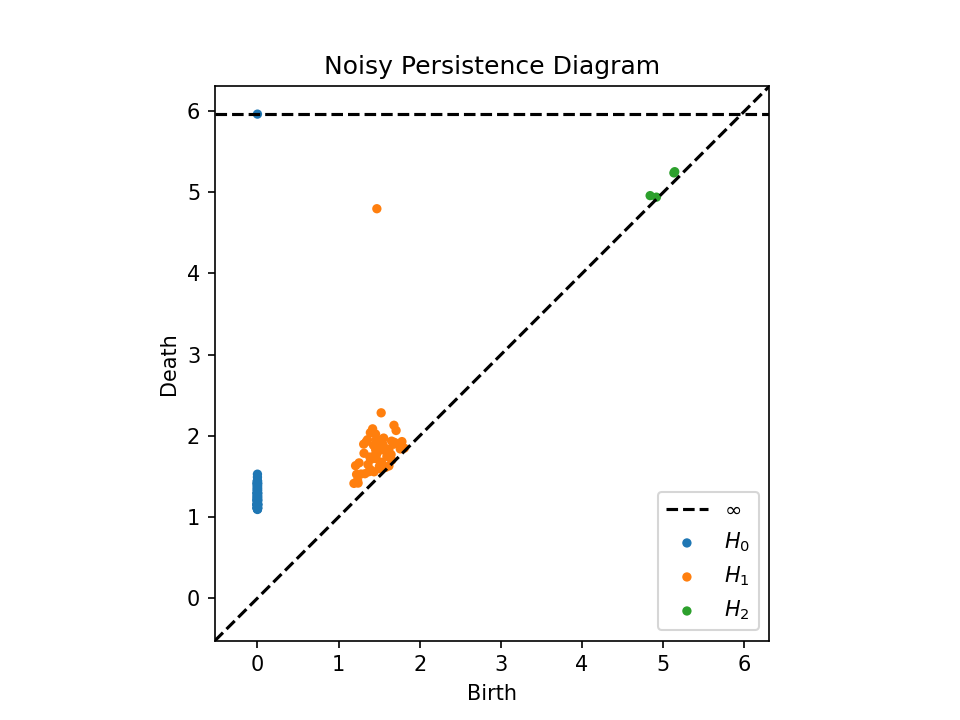 Noisy Persistence Diagram
6
5
4
3
2
1
0
Death
0 1 2 3 4 5 6
Birth
∞
H₀
H₁
H₂